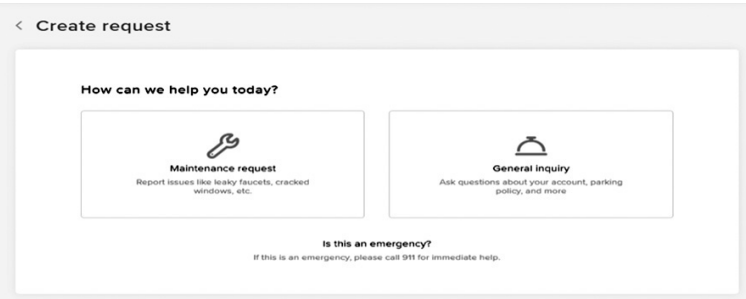 Create request
How can we help you today?
Maintenance request
Report issues like leaky faucets, cracked
windows, etc.
General inquiry
Ask questions about your account, parking
policy, and more
Is this an emergency?
If this is an emergency, please call 911 for immediate help.